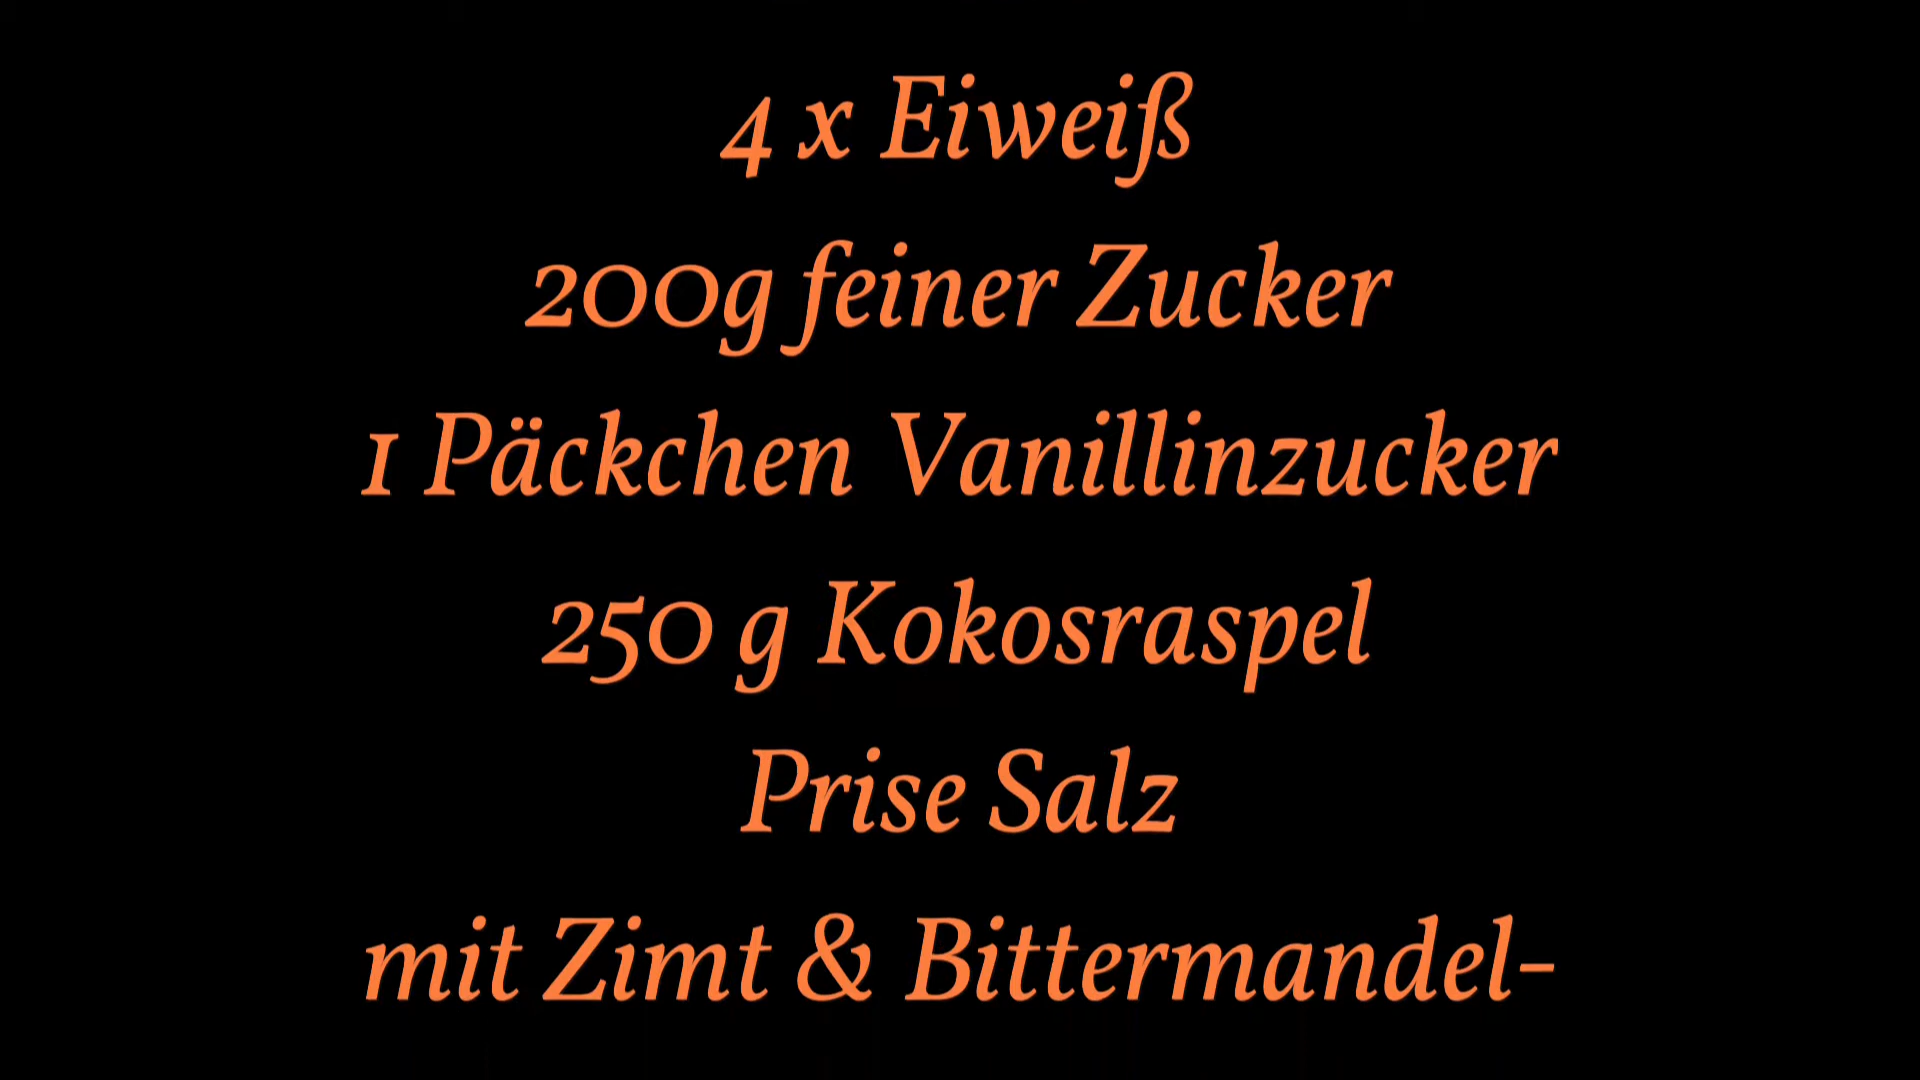 4 x Eiweiß
200g feiner Zucker
1 Päckchen Vanillinzucker
250 g Kokosraspel
Prise Salz
mit Zimt & Bittermandel-